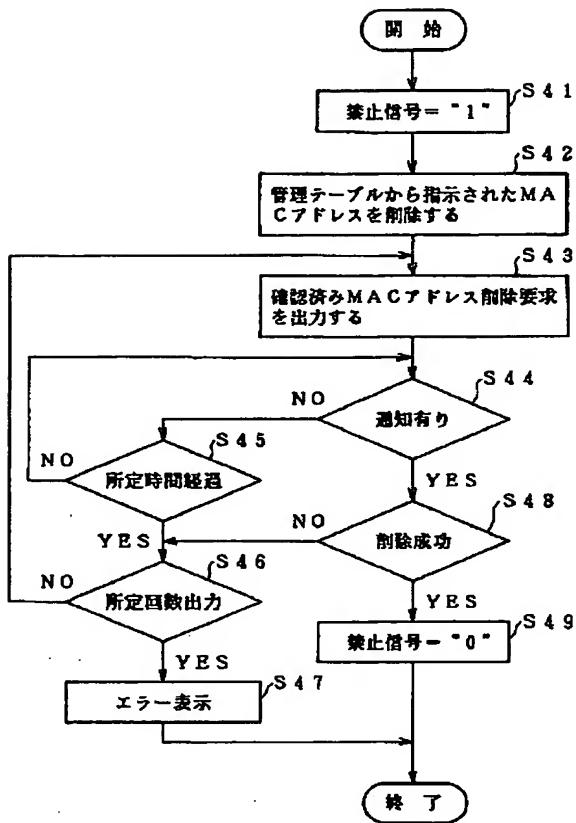 開 始
S41
禁止信号＝“1”
S42
管理テーブルから指示されたMA
Cアドレスを削除する
S43
確認済みMACアドレス削除要求
を出力する
S44
NO
通知有り
S45
NO
所定時間経過
YES
S48
YES
NO
削除成功
S46
NO
所定回数出力
YES
S49
禁止信号＝“0”
YES
S47
エラー表示
終 了